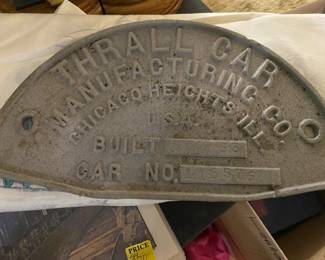 THRALL CAR
MANUFACTURING CO
CHICAGO HEIGHTS ILL
U.S.A.
BUILT
CAR NO.
PRICE